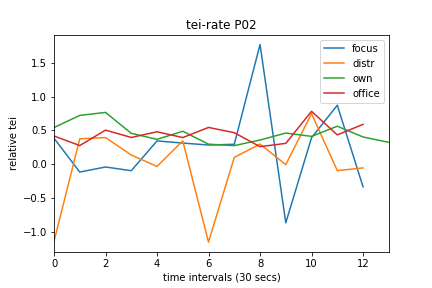 tei-rate P02
focus
distr
own
office
relative tei
1.5
1.0
0.5
0.0
−0.5
−1.0
0 2 4 6 8 10 12
time intervals (30 secs)